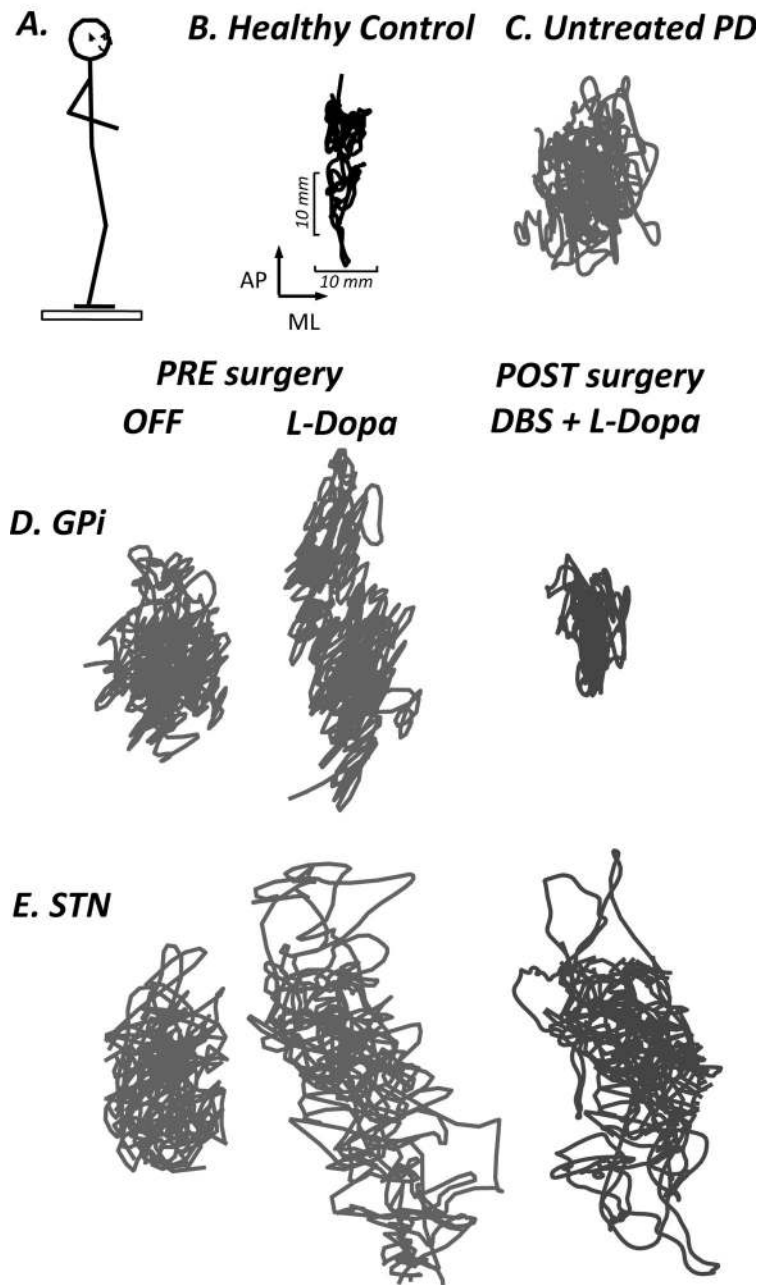 A.
B. Healthy Control
C. Untreated PD
10 mm
AP
10 mm
ML
PRE surgery
POST surgery
OFF
L-Dopa
DBS + L-Dopa
D. GPi
E. STN